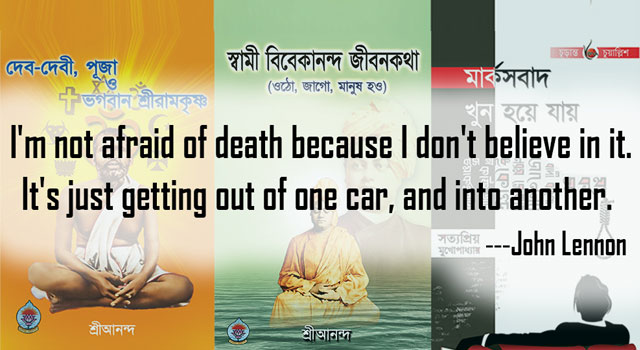 দেব-দেবী, পূজা
ও
ভগবান শ্রীরামকৃষ্ণ
শ্রীআনন্দ
স্বামী বিবেকানন্দ জীবনকথা
(ওঠো, জাগো, মানুষ হও)
শ্রীআনন্দ
চূড়ান্ত চুয়াল্লিশ
মার্কসবাদ
খুন হয়ে যায়
সত্যপ্রিয়
মুখোপাধ্যায়
I'm not afraid of death because I don't believe in it.
It's just getting out of one car, and into another.
---John Lennon